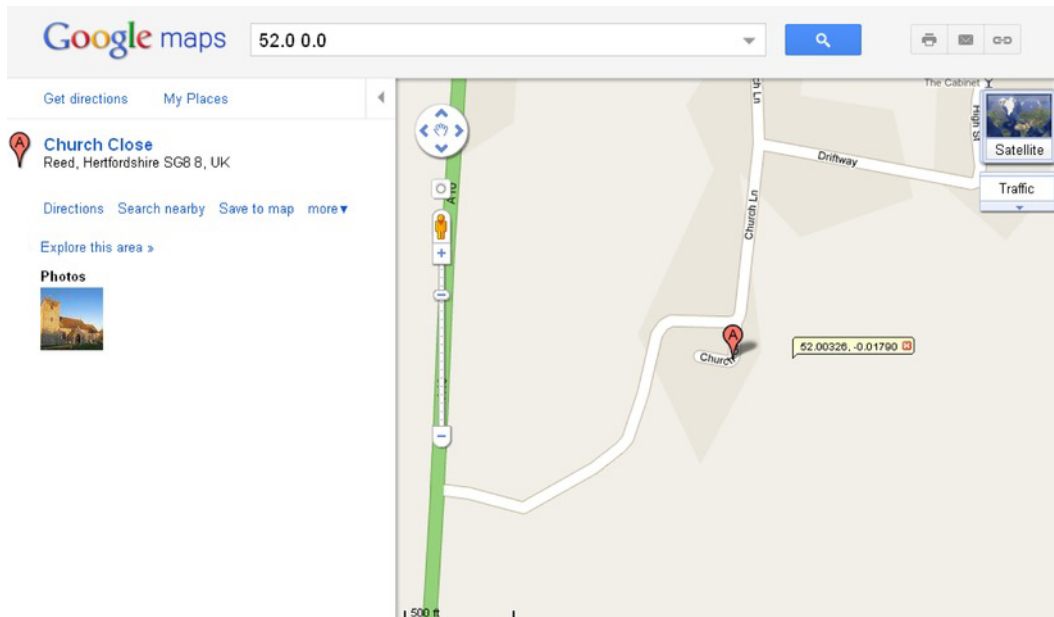 Google maps
52.0 0.0
Get directions My Places
A
Church Close
Reed, Hertfordshire SG8 8, UK
Directions Search nearby Save to map more▾
Explore this area »
Photos
The Cabinet
High St
Satellite
Traffic
Driftway
Church Ln
A10
A
Church
52.00326, -0.01790
500 ft